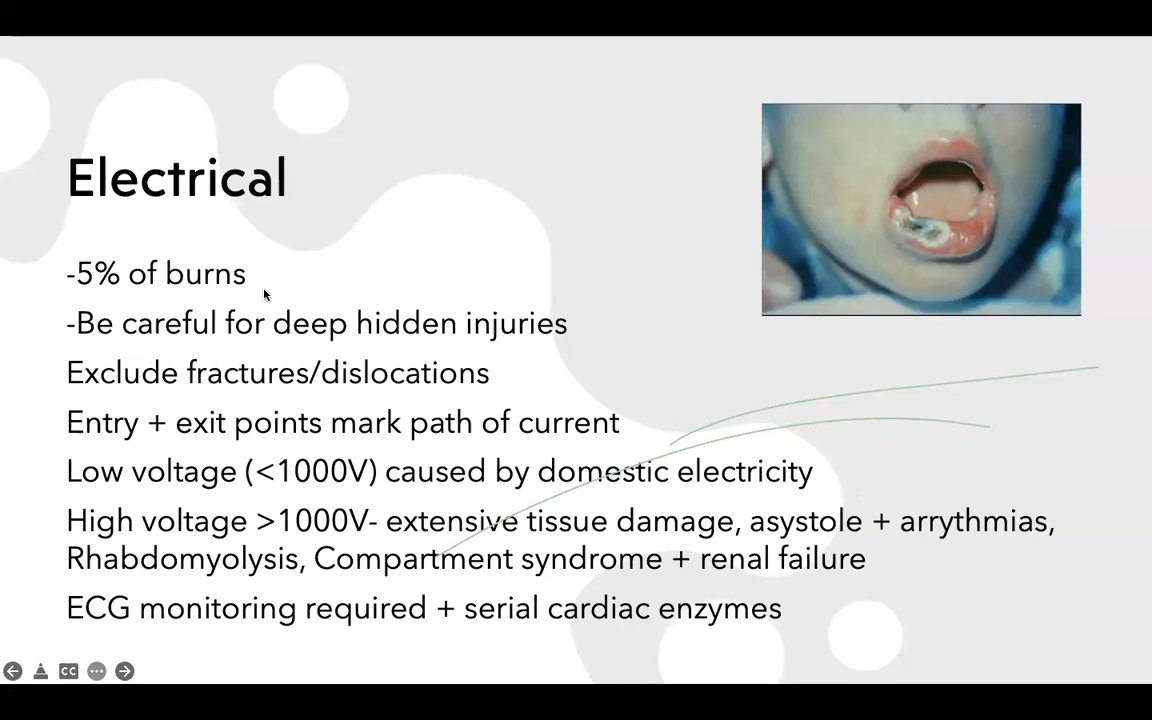 Electrical
-5% of burns
-Be careful for deep hidden injuries
Exclude fractures/dislocations
Entry + exit points mark path of current
Low voltage (<1000V) caused by domestic electricity
High voltage >1000V- extensive tissue damage, asystole + arrythmias,
Rhabdomyolysis, Compartment syndrome + renal failure
ECG monitoring required + serial cardiac enzymes
CC